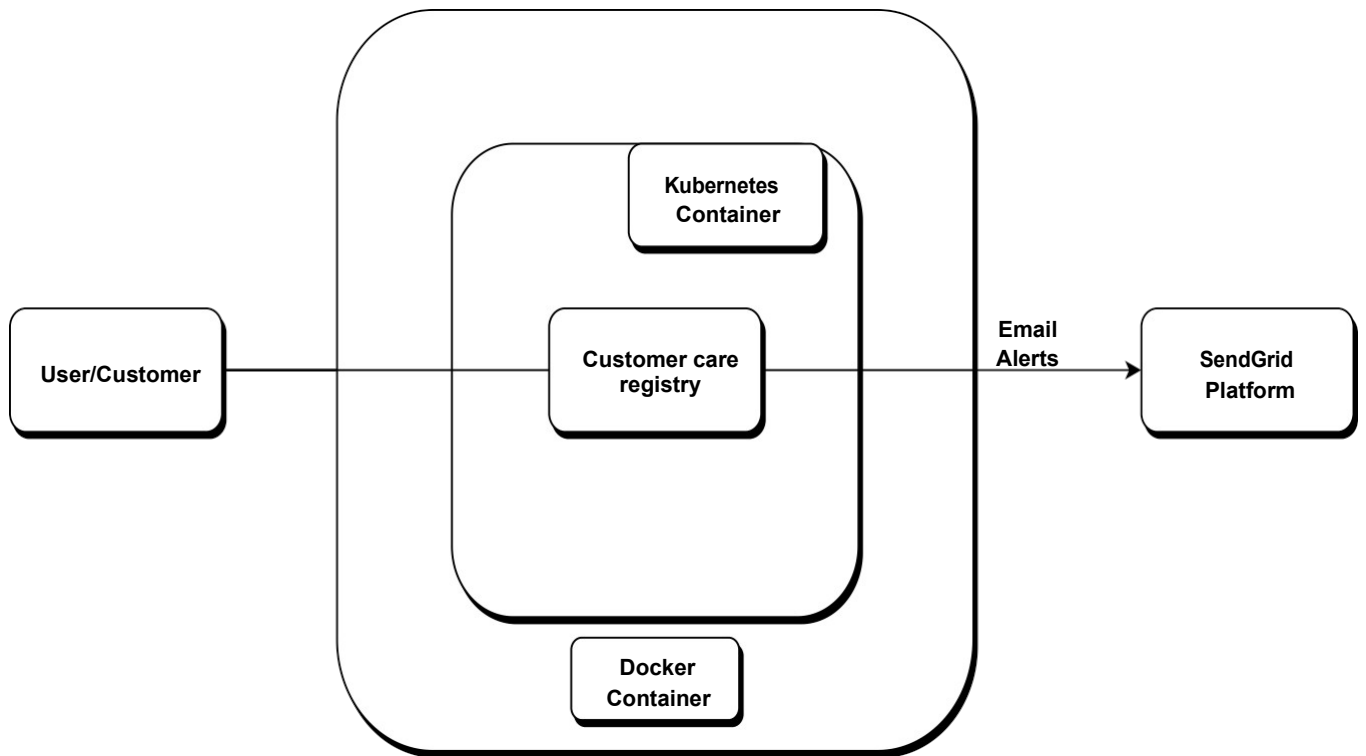 Kubernetes
Container
User/Customer
Customer care
registry
Email
Alerts
SendGrid
Platform
Docker
Container